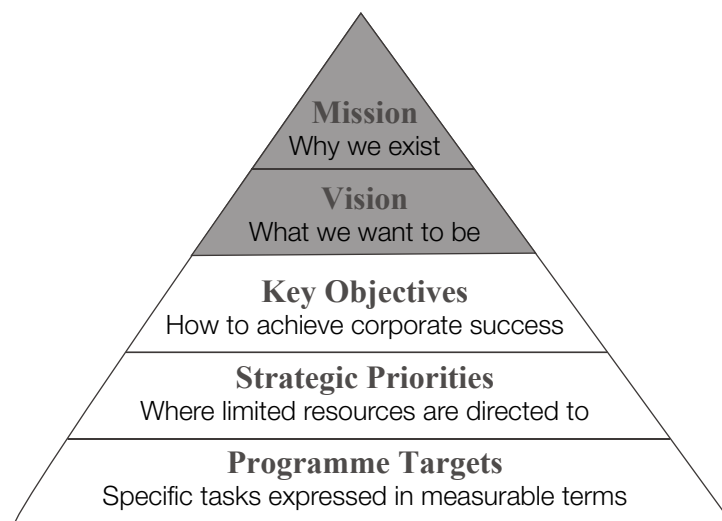 Mission
Why we exist
Vision
What we want to be
Key Objectives
How to achieve corporate success
Strategic Priorities
Where limited resources are directed to
Programme Targets
Specific tasks expressed in measurable terms